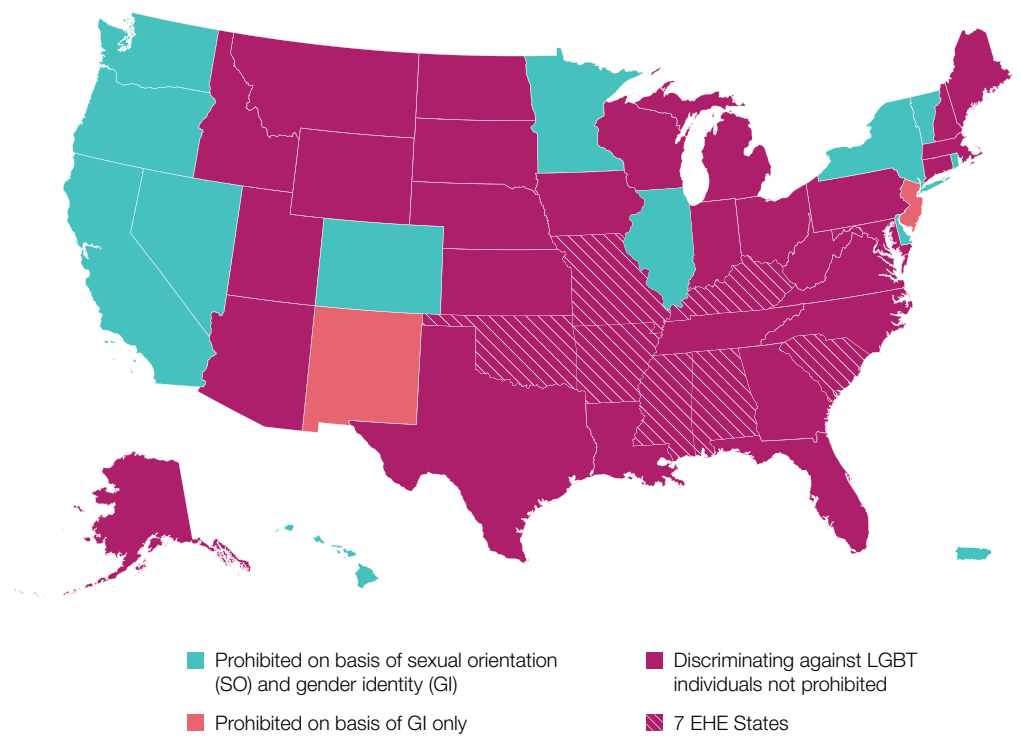 Prohibited on basis of sexual orientation
(SO) and gender identity (GI)
Prohibited on basis of GI only
Discriminating against LGBT
individuals not prohibited
7 EHE States